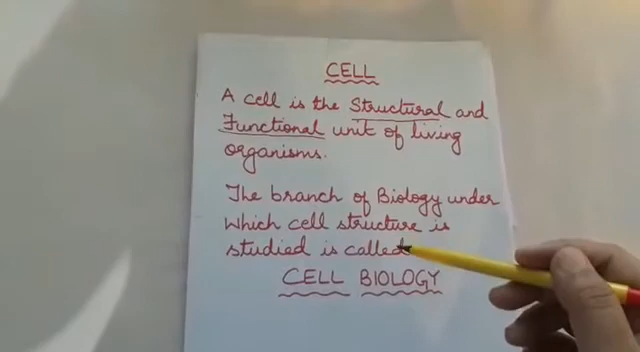 CELL
A cell is the Structural and
Functional unit of living
organisms.
The branch of Biology under
which cell structure is
studied is called
CELL BIOLOGY